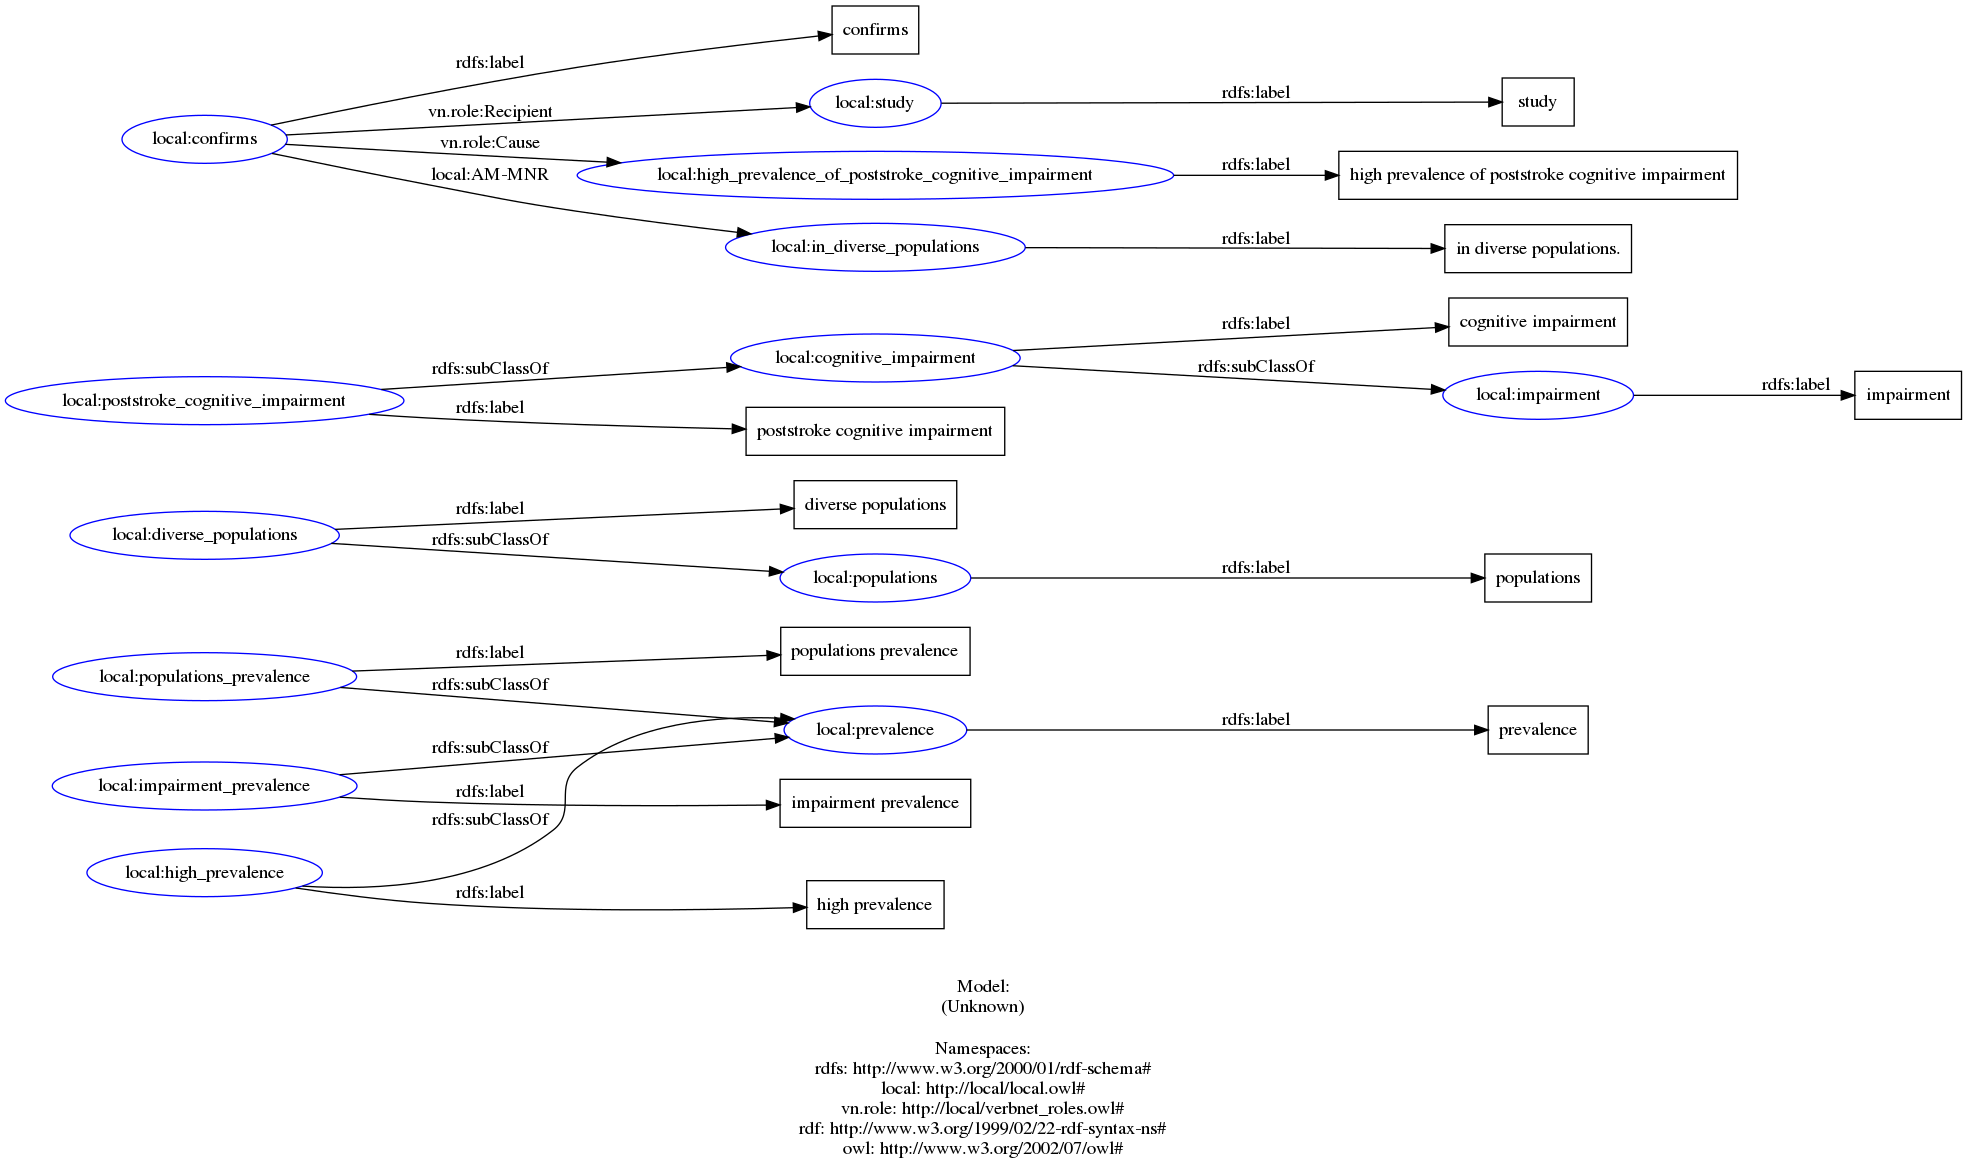 confirms
rdfs:label
local:confirms
vn.role:Recipient
local:study
rdfs:label
study
vn.role:Cause
local:high_prevalence_of_poststroke_cognitive_impairment
rdfs:label
high prevalence of poststroke cognitive impairment
local:AM-MNR
local:in_diverse_populations
rdfs:label
in diverse populations.
local:poststroke_cognitive_impairment
rdfs:subClassOf
local:cognitive_impairment
rdfs:label
cognitive impairment
rdfs:subClassOf
local:impairment
rdfs:label
impairment
rdfs:label
poststroke cognitive impairment
local:diverse_populations
rdfs:label
diverse populations
rdfs:subClassOf
local:populations
rdfs:label
populations
local:populations_prevalence
rdfs:label
populations prevalence
rdfs:subClassOf
local:prevalence
rdfs:label
prevalence
local:impairment_prevalence
rdfs:subClassOf
rdfs:label
impairment prevalence
rdfs:subClassOf
local:high_prevalence
rdfs:label
high prevalence
Model:
(Unknown)
Namespaces:
rdfs: http://www.w3.org/2000/01/rdf-schema#
local: http://local/local.owl#
vn.role: http://local/verbnet_roles.owl#
rdf: http://www.w3.org/1999/02/22-rdf-syntax-ns#
owl: http://www.w3.org/2002/07/owl#